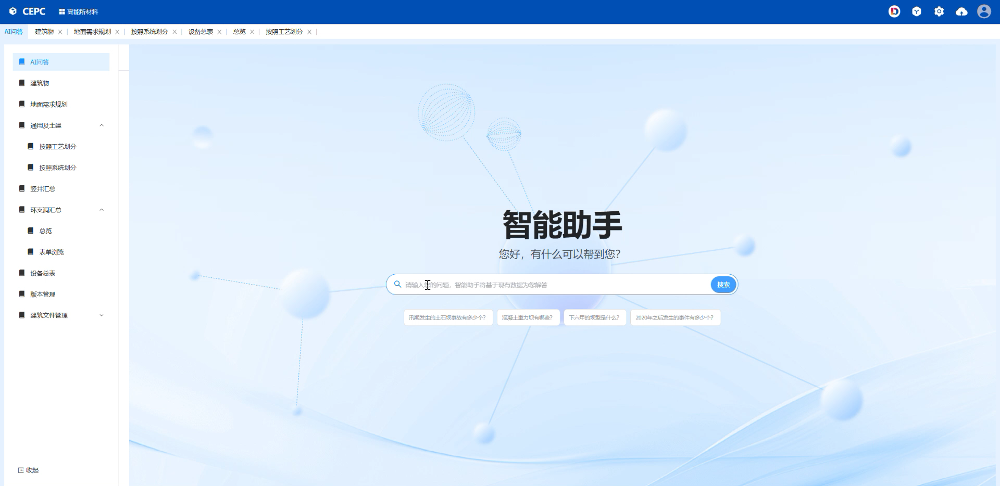 CEPC 高能所材料
AI问答 建筑物 地面需求规划 按照系统划分 设备总表 总览 按照工艺划分
AI问答
建筑物
地面需求规划
通用及土建
按照工艺划分
按照系统划分
竖井汇总
环支洞汇总
总览
表单浏览
设备总表
版本管理
建筑文件管理
收起
智能助手
您好，有什么可以帮到您？
请输入您的问题，智能助手将基于现有数据为您解答 搜索
汛期发生的土石坝事故有多少个？ 混凝土重力坝有哪些？ 下六甲的坝型是什么？ 2020年之后发生的事件有多少个？